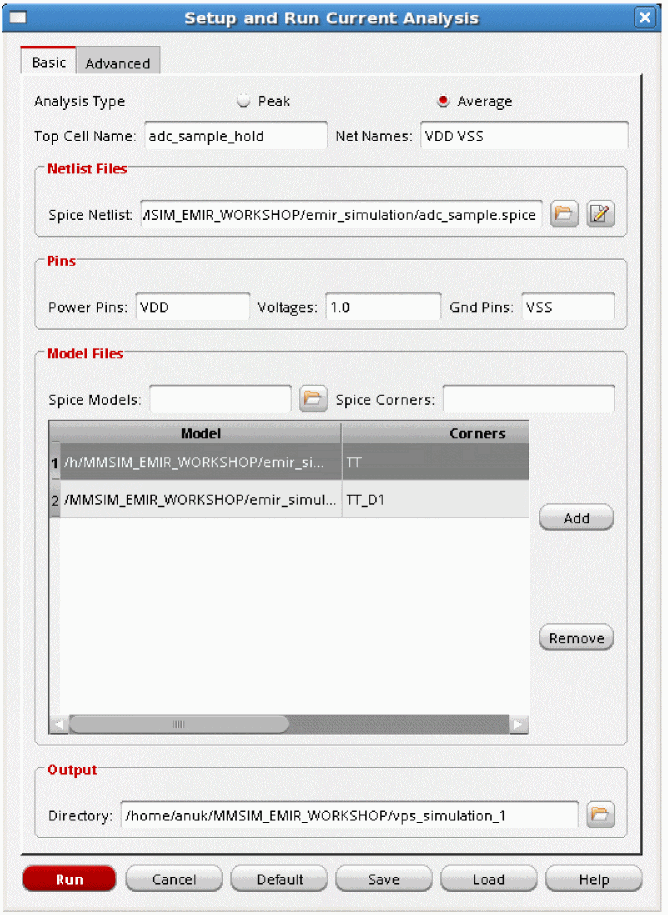 Setup and Run Current Analysis
Basic Advanced
Analysis Type Peak Average
Top Cell Name: adc_sample_hold Net Names: VDD VSS
Netlist Files
Spice Netlist: MSIM_EMIR_WORKSHOP/emir_simulation/adc_sample.spice
Pins
Power Pins: VDD Voltages: 1.0 Gnd Pins: VSS
Model Files
Spice Models: Spice Corners:
Model Corners
1 /h/MMSIM_EMIR_WORKSHOP/emir_si... TT
2 /MMSIM_EMIR_WORKSHOP/emir_simul... TT_D1
Add
Remove
Output
Directory: /home/anuk/MMSIM_EMIR_WORKSHOP/vps_simulation_1
Run Cancel Default Save Load Help